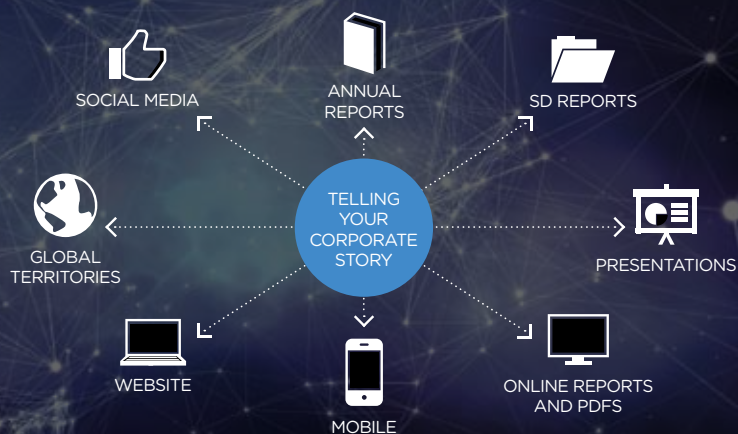 SOCIAL MEDIA
ANNUAL
REPORTS
SD REPORTS
TELLING
YOUR
CORPORATE
STORY
GLOBAL
TERRITORIES
PRESENTATIONS
WEBSITE
MOBILE
ONLINE REPORTS
AND PDFS